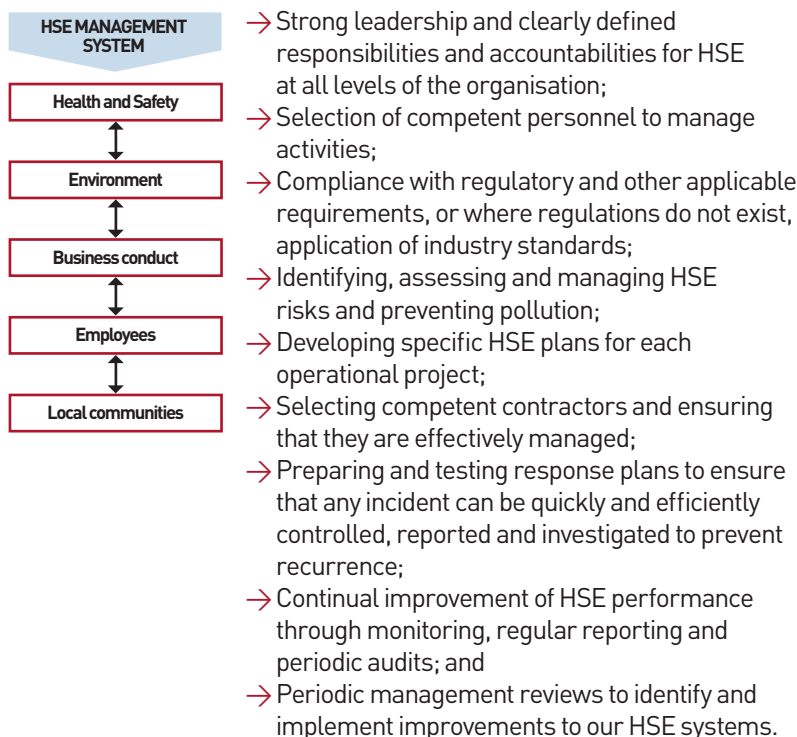 HSE MANAGEMENT
SYSTEM
Health and Safety
Environment
Business conduct
Employees
Local communities
→ Strong leadership and clearly defined
responsibilities and accountabilities for HSE
at all levels of the organisation;
→ Selection of competent personnel to manage
activities;
→ Compliance with regulatory and other applicable
requirements, or where regulations do not exist,
application of industry standards;
→ Identifying, assessing and managing HSE
risks and preventing pollution;
→ Developing specific HSE plans for each
operational project;
→ Selecting competent contractors and ensuring
that they are effectively managed;
→ Preparing and testing response plans to ensure
that any incident can be quickly and efficiently
controlled, reported and investigated to prevent
recurrence;
→ Continual improvement of HSE performance
through monitoring, regular reporting and
periodic audits; and
→ Periodic management reviews to identify and
implement improvements to our HSE systems.